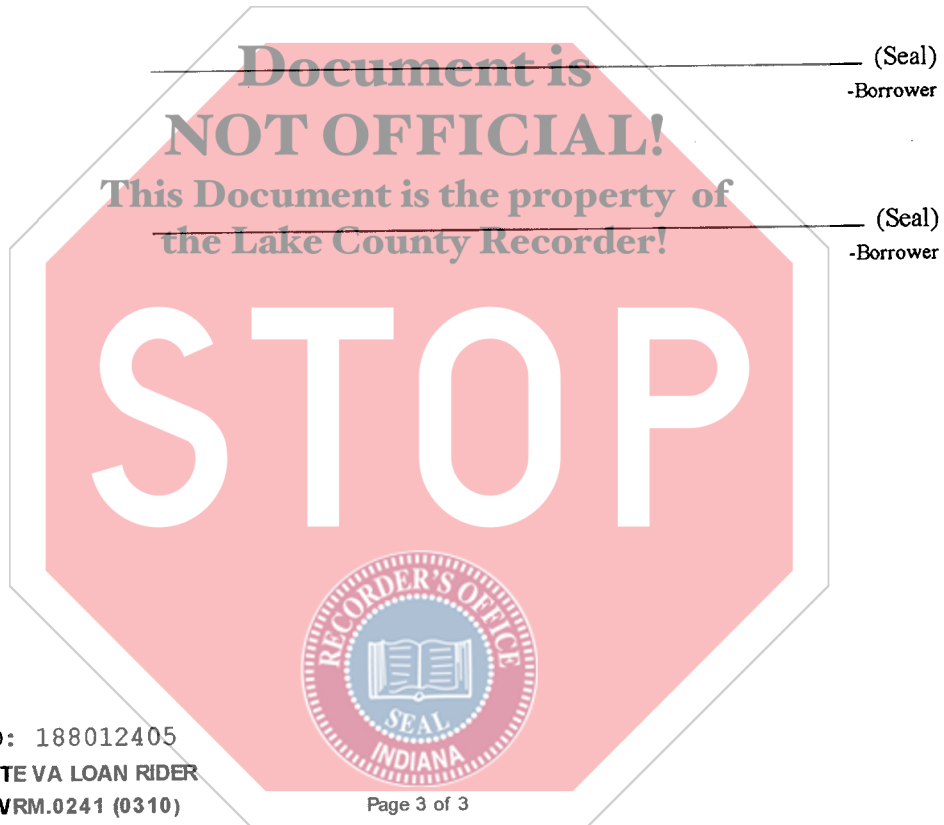 Document is
(Seal)
-Borrower
NOT OFFICIAL!
This Document is the property of
the Lake County Recorder!
(Seal)
-Borrower
STOP
RECORDER'S OFFICE
SEAL
INDIANA
: 188012405
VA LOAN RIDER
VRM.0241 (0310)
Page 3 of 3